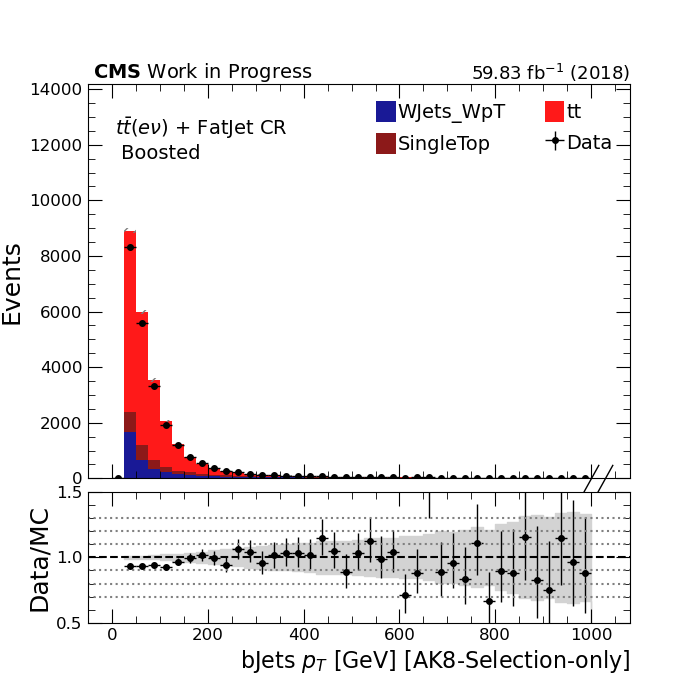 CMS Work in Progress 59.83 fb⁻¹ (2018)
tt̄(eν) + FatJet CR
Boosted
WJets_WpT
tt
SingleTop
Data
Events
14000
12000
10000
8000
6000
4000
2000
0
Data/MC
1.5
1.0
0.5
0 200 400 600 800 1000
bJets p_T [GeV] [AK8-Selection-only]